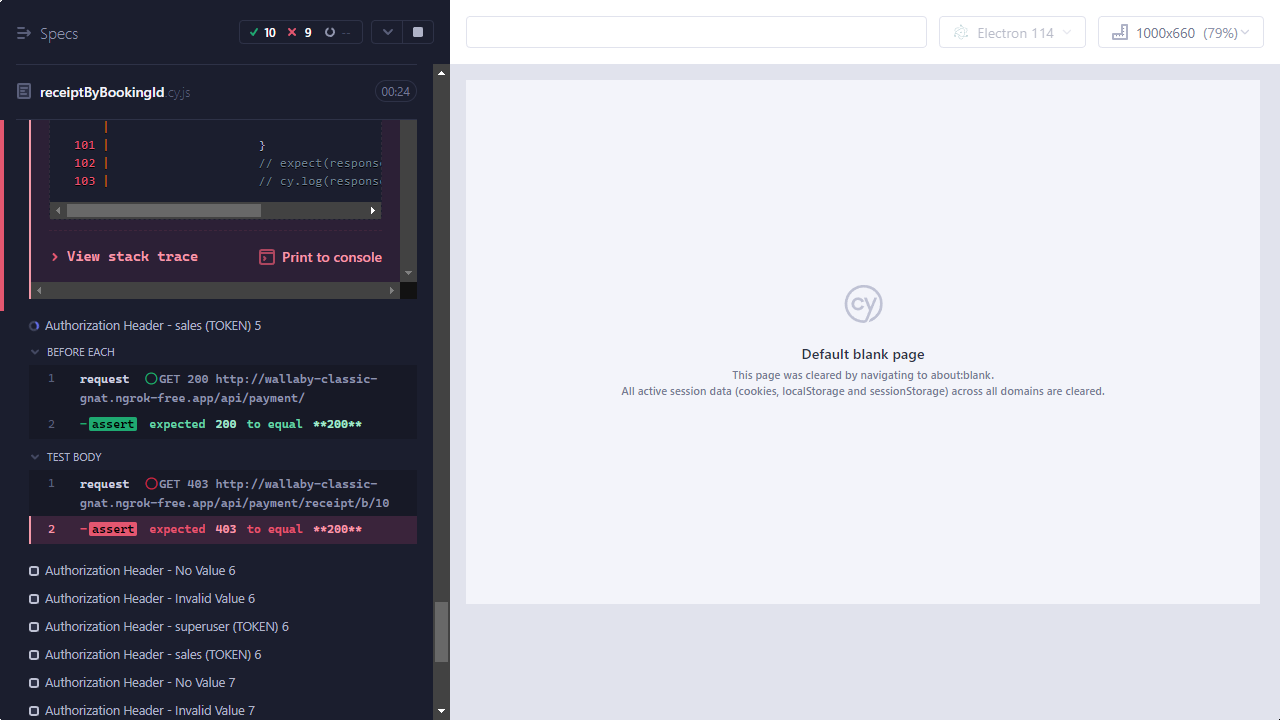 Specs
10
9
--
receiptByBookingId.cy.js
00:24
|
101 | }
102 | // expect(response
103 | // cy.log(response
View stack trace
Print to console
Authorization Header - sales (TOKEN) 5
BEFORE EACH
1 request GET 200 http://wallaby-classic-
gnat.ngrok-free.app/api/payment/
2 -assert expected 200 to equal **200**
TEST BODY
1 request GET 403 http://wallaby-classic-
gnat.ngrok-free.app/api/payment/receipt/b/10
2 -assert expected 403 to equal **200**
Authorization Header - No Value 6
Authorization Header - Invalid Value 6
Authorization Header - superuser (TOKEN) 6
Authorization Header - sales (TOKEN) 6
Authorization Header - No Value 7
Authorization Header - Invalid Value 7
Electron 114
1000x660 (79%)
cy
Default blank page
This page was cleared by navigating to about:blank.
All active session data (cookies, localStorage and sessionStorage) across all domains are cleared.